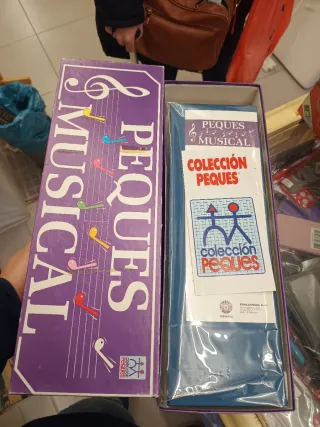 PEQUES
MUSICAL
PEQUES
MUSICAL
COLECCIÓN
PEQUES
colección
peques